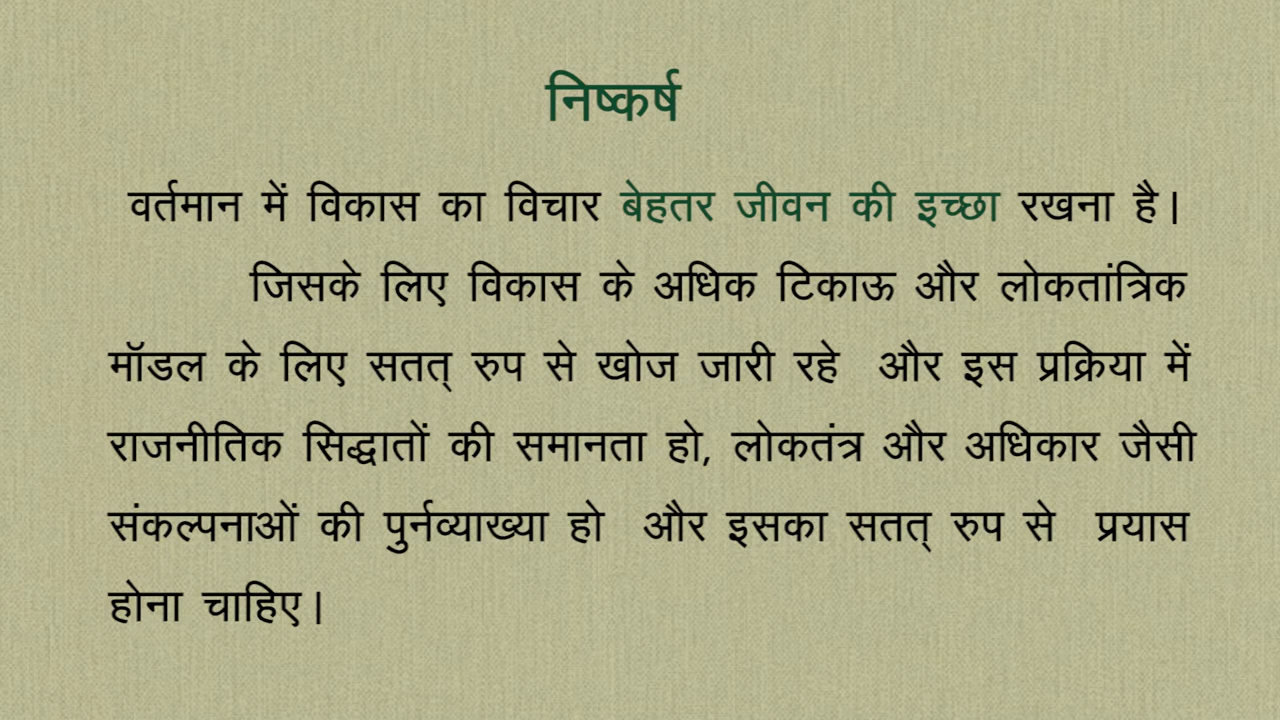 निष्कर्ष
वर्तमान में विकास का विचार बेहतर जीवन की इच्छा रखना है।
जिसके लिए विकास के अधिक टिकाऊ और लोकतांत्रिक
मॉडल के लिए सतत् रुप से खोज जारी रहे और इस प्रक्रिया में
राजनीतिक सिद्धातों की समानता हो, लोकतंत्र और अधिकार जैसी
संकल्पनाओं की पुर्नव्याख्या हो और इसका सतत् रुप से प्रयास
होना चाहिए।